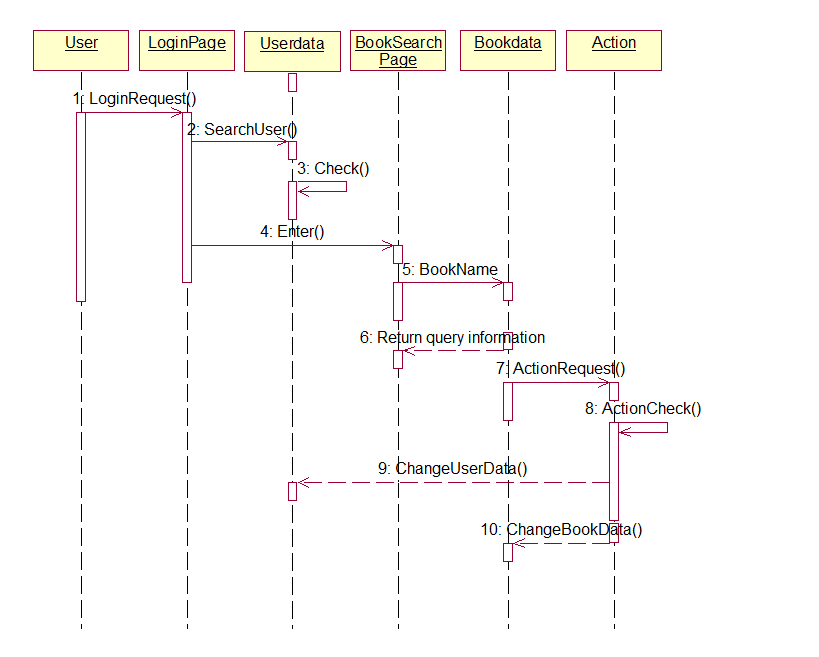 User
LoginPage
Userdata
BookSearch
Page
Bookdata
Action
1: LoginRequest()
2: SearchUser()
3: Check()
4: Enter()
5: BookName
6: Return query information
7: ActionRequest()
8: ActionCheck()
9: ChangeUserData()
10: ChangeBookData()